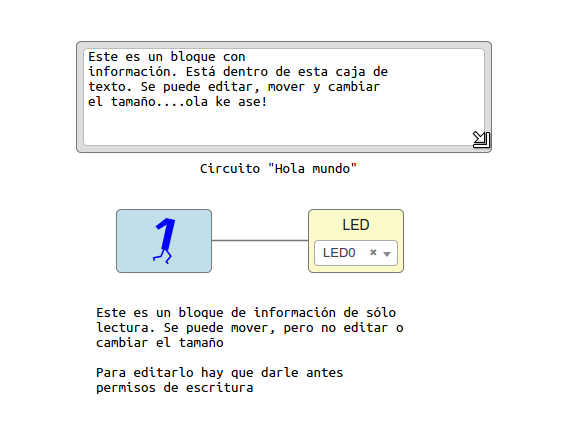 Este es un bloque con
información. Está dentro de esta caja de
texto. Se puede editar, mover y cambiar
el tamaño....ola ke ase!
Circuito "Hola mundo"
1
LED
LED0
Este es un bloque de información de sólo
lectura. Se puede mover, pero no editar o
cambiar el tamaño
Para editarlo hay que darle antes
permisos de escritura